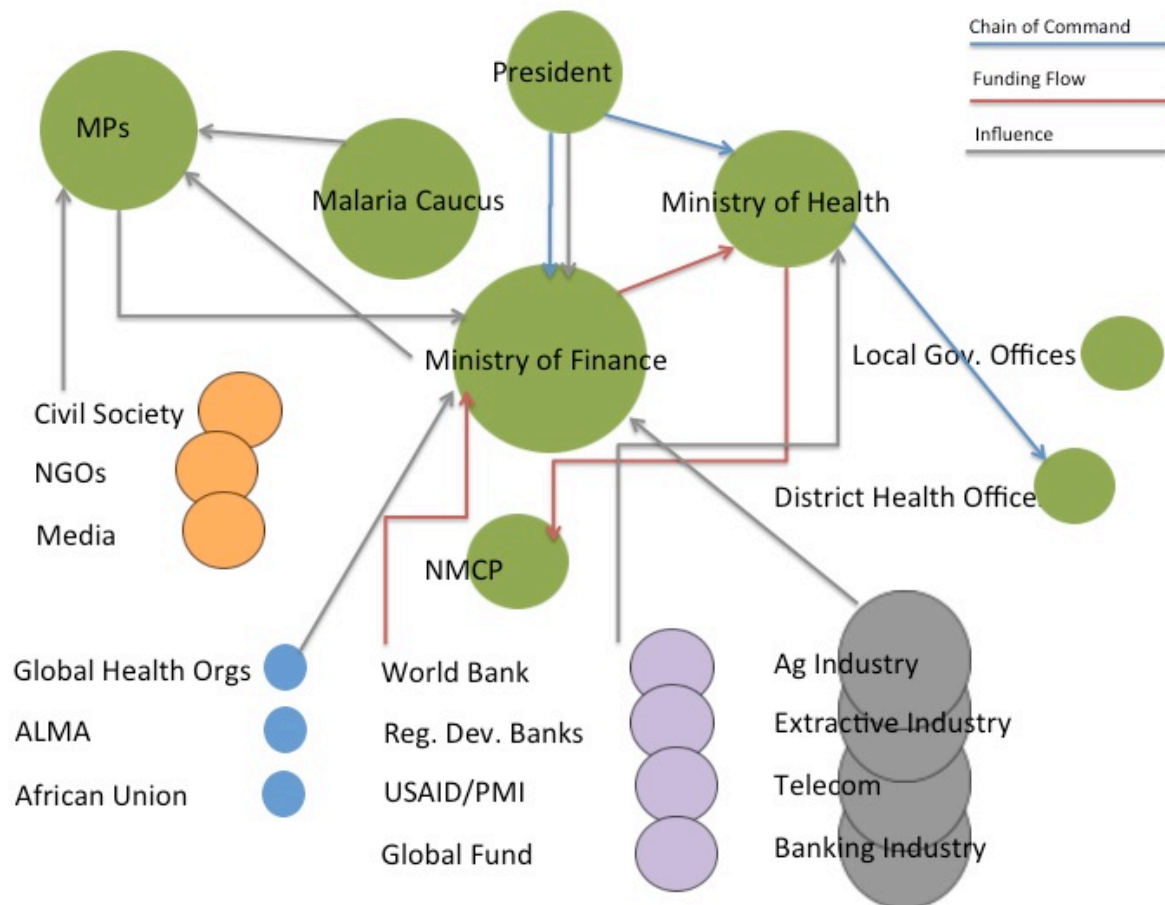 Chain of Command
President
Funding Flow
MPs
Influence
Malaria Caucus
Ministry of Health
Ministry of Finance
Local Gov. Offices
Civil Society
NGOs
District Health Office
Media
NMCP
Global Health Orgs
World Bank
Ag Industry
ALMA
Reg. Dev. Banks
Extractive Industry
African Union
USAID/PMI
Telecom
Global Fund
Banking Industry